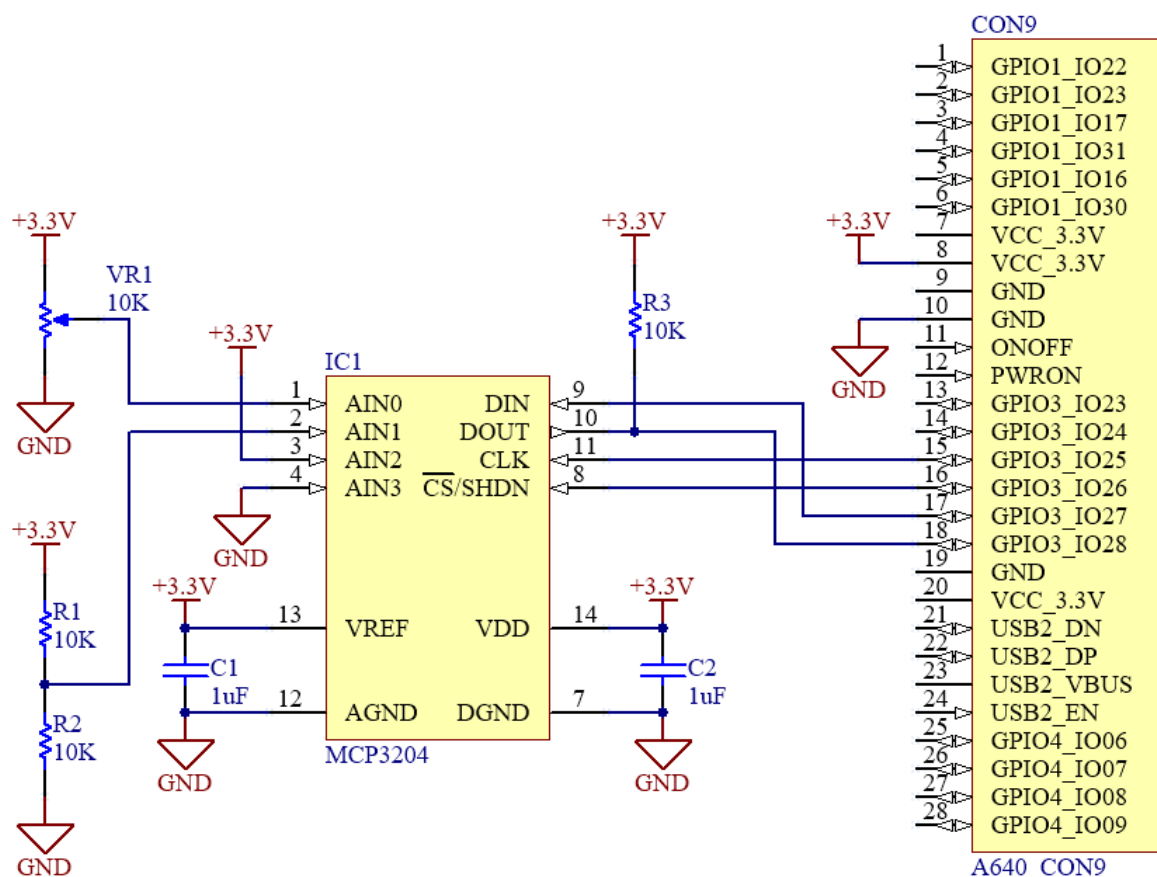 CON9
1 GPIO1_IO22
2 GPIO1_IO23
3 GPIO1_IO17
4 GPIO1_IO31
5 GPIO1_IO16
6 GPIO1_IO30
7 VCC_3.3V
8 VCC_3.3V
9 GND
10 GND
11 ONOFF
12 PWRON
13 GPIO3_IO23
14 GPIO3_IO24
15 GPIO3_IO25
16 GPIO3_IO26
17 GPIO3_IO27
18 GPIO3_IO28
19 GND
20 VCC_3.3V
21 USB2_DN
22 USB2_DP
23 USB2_VBUS
24 USB2_EN
25 GPIO4_IO06
26 GPIO4_IO07
27 GPIO4_IO08
28 GPIO4_IO09
A640_CON9
+3.3V
GND
+3.3V
VR1
10K
GND
+3.3V
R1
10K
R2
10K
GND
+3.3V
GND
IC1
1 AIN0 DIN 9
2 AIN1 DOUT 10
3 AIN2 CLK 11
4 AIN3 CS/SHDN 8
13 VREF VDD 14
12 AGND DGND 7
MCP3204
+3.3V
R3
10K
+3.3V
C1
1uF
GND
+3.3V
C2
1uF
GND